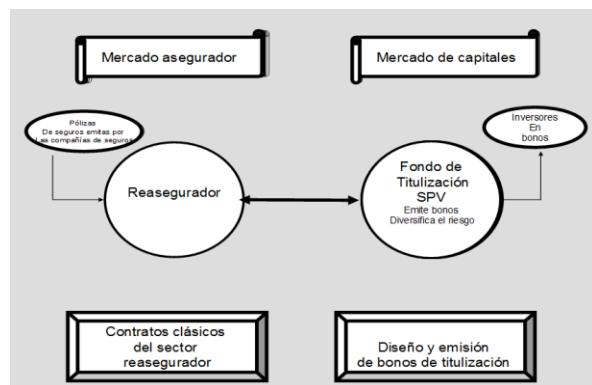 Mercado asegurador
Mercado de capitales
Pólizas
De seguros emitas por
Las compañías de seguros
Inversores
En
bonos
Reasegurador
Fondo de
Titulización
SPV
Emite bonos
Diversifica el riesgo
Contratos clásicos
del sector
reasegurador
Diseño y emisión
de bonos de titulización